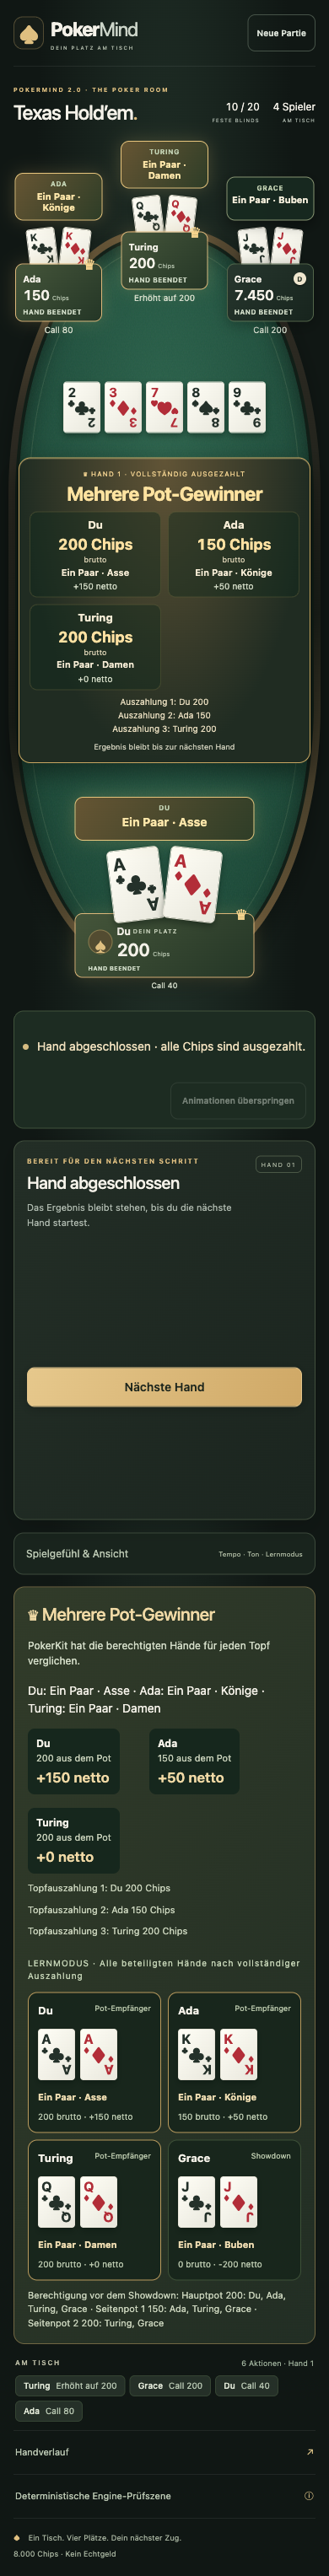 PokerMind
DEIN PLATZ AM TISCH
Neue Partie
POKERMIND 2.0 · THE POKER ROOM
Texas Hold’em.
10 / 20
FESTE BLINDS
4 Spieler
AM TISCH
ADA
Ein Paar ·
Könige
TURING
Ein Paar ·
Damen
GRACE
Ein Paar · Buben
K K
Q Q
J J
Ada
150 Chips
HAND BEENDET
Call 80
Turing
200 Chips
HAND BEENDET
Erhöht auf 200
Grace
D
7.450 Chips
HAND BEENDET
Call 200
2 3 7 8 9
2 3 7 8 9
♛ HAND 1 · VOLLSTÄNDIG AUSGEZAHLT
Mehrere Pot-Gewinner
Du
200 Chips
brutto
Ein Paar · Asse
+150 netto
Ada
150 Chips
brutto
Ein Paar · Könige
+50 netto
Turing
200 Chips
brutto
Ein Paar · Damen
+0 netto
Auszahlung 1: Du 200
Auszahlung 2: Ada 150
Auszahlung 3: Turing 200
Ergebnis bleibt bis zur nächsten Hand
DU
Ein Paar · Asse
A A
A A
Du DEIN PLATZ
200 Chips
HAND BEENDET
Call 40
Hand abgeschlossen · alle Chips sind ausgezahlt.
Animationen überspringen
BEREIT FÜR DEN NÄCHSTEN SCHRITT
HAND 01
Hand abgeschlossen
Das Ergebnis bleibt stehen, bis du die nächste
Hand startest.
Nächste Hand
Spielgefühl & Ansicht
Tempo · Ton · Lernmodus
♛ Mehrere Pot-Gewinner
PokerKit hat die berechtigten Hände für jeden Topf
verglichen.
Du: Ein Paar · Asse · Ada: Ein Paar · Könige ·
Turing: Ein Paar · Damen
Du
200 aus dem Pot
+150 netto
Ada
150 aus dem Pot
+50 netto
Turing
200 aus dem Pot
+0 netto
Topfauszahlung 1: Du 200 Chips
Topfauszahlung 2: Ada 150 Chips
Topfauszahlung 3: Turing 200 Chips
LERNMODUS · Alle beteiligten Hände nach vollständiger
Auszahlung
Du
Pot-Empfänger
A A
A A
Ein Paar · Asse
200 brutto · +150 netto
Ada
Pot-Empfänger
K K
K K
Ein Paar · Könige
150 brutto · +50 netto
Turing
Pot-Empfänger
Q Q
Q Q
Ein Paar · Damen
200 brutto · +0 netto
Grace
Showdown
J J
J J
Ein Paar · Buben
0 brutto · -200 netto
Berechtigung vor dem Showdown: Hauptpot 200: Du, Ada,
Turing, Grace · Seitenpot 1 150: Ada, Turing, Grace ·
Seitenpot 2 200: Turing, Grace
AM TISCH
6 Aktionen · Hand 1
Turing Erhöht auf 200
Grace Call 200
Du Call 40
Ada Call 80
Handverlauf
Deterministische Engine-Prüfszene
Ein Tisch. Vier Plätze. Dein nächster Zug.
8.000 Chips · Kein Echtgeld